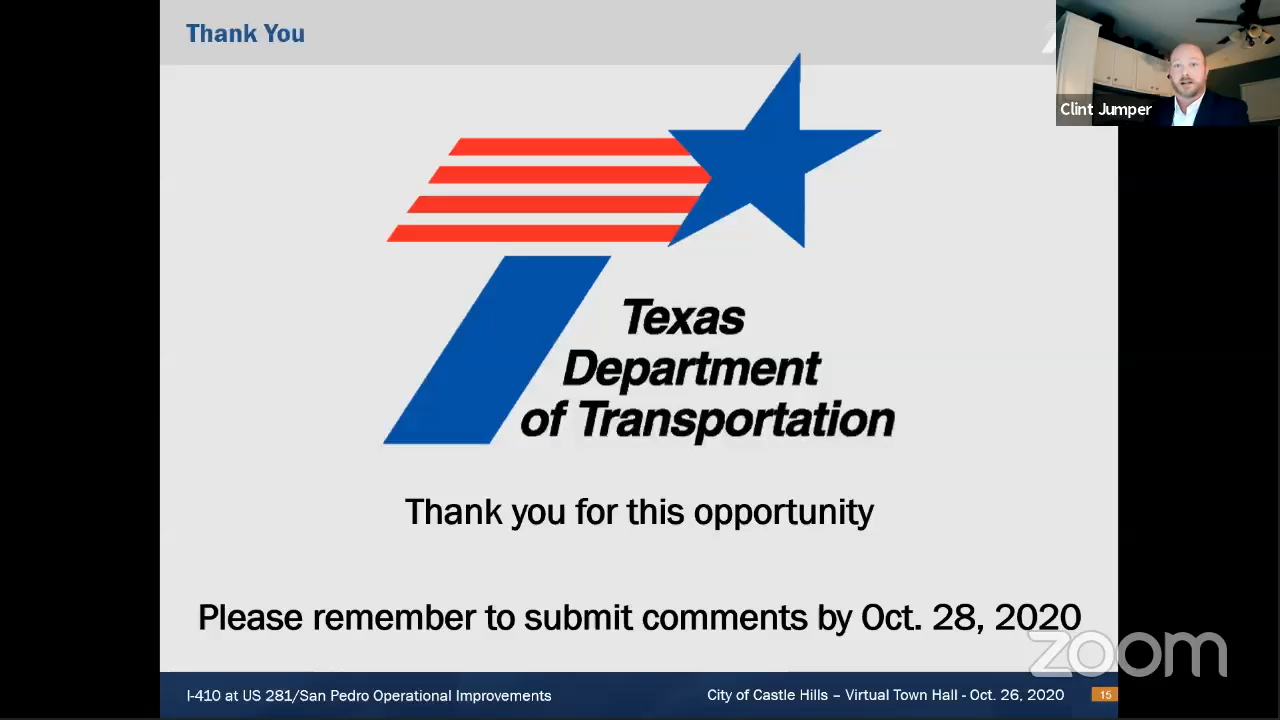 Thank You
Clint Jumper
Texas
Department
of Transportation
Thank you for this opportunity
Please remember to submit comments by Oct. 28, 2020
zoom
I-410 at US 281/San Pedro Operational Improvements
City of Castle Hills – Virtual Town Hall - Oct. 26, 2020
15